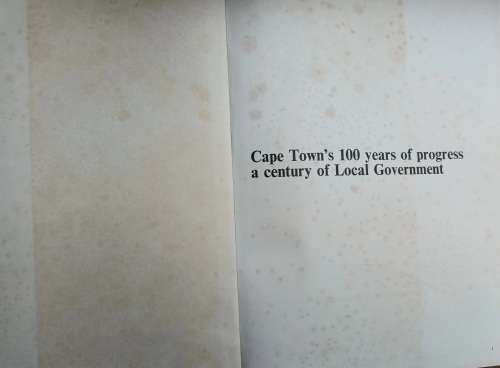 Cape Town's 100 years of progress
a century of Local Government